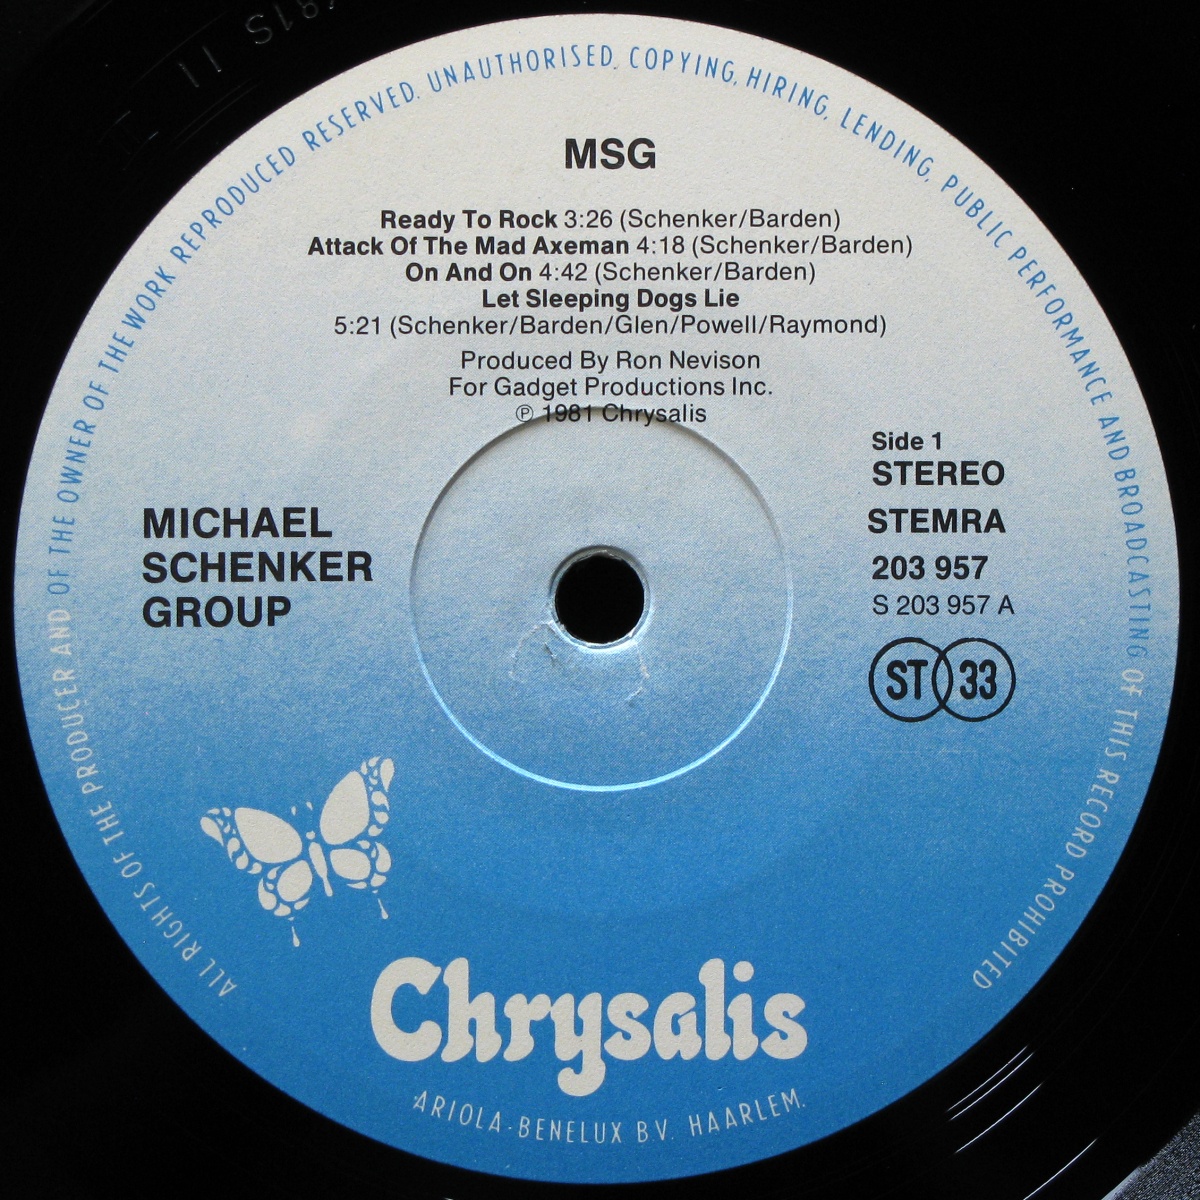 MSG
Ready To Rock 3:26 (Schenker/Barden)
Attack Of The Mad Axeman 4:18 (Schenker/Barden)
On And On 4:42 (Schenker/Barden)
Let Sleeping Dogs Lie
5:21 (Schenker/Barden/Glen/Powell/Raymond)
Produced By Ron Nevison
For Gadget Productions Inc.
℗ 1981 Chrysalis
Side 1
STEREO
STEMRA
203 957
S 203 957 A
ST 33
MICHAEL
SCHENKER
GROUP
Chrysalis
ARIOLA-BENELUX BV. HAARLEM.
ALL RIGHTS OF THE PRODUCER AND OF THE OWNER OF THE WORK REPRODUCED RESERVED. UNAUTHORISED, COPYING, HIRING, LENDING, PUBLIC PERFORMANCE AND BROADCASTING OF THIS RECORD PROHIBITED